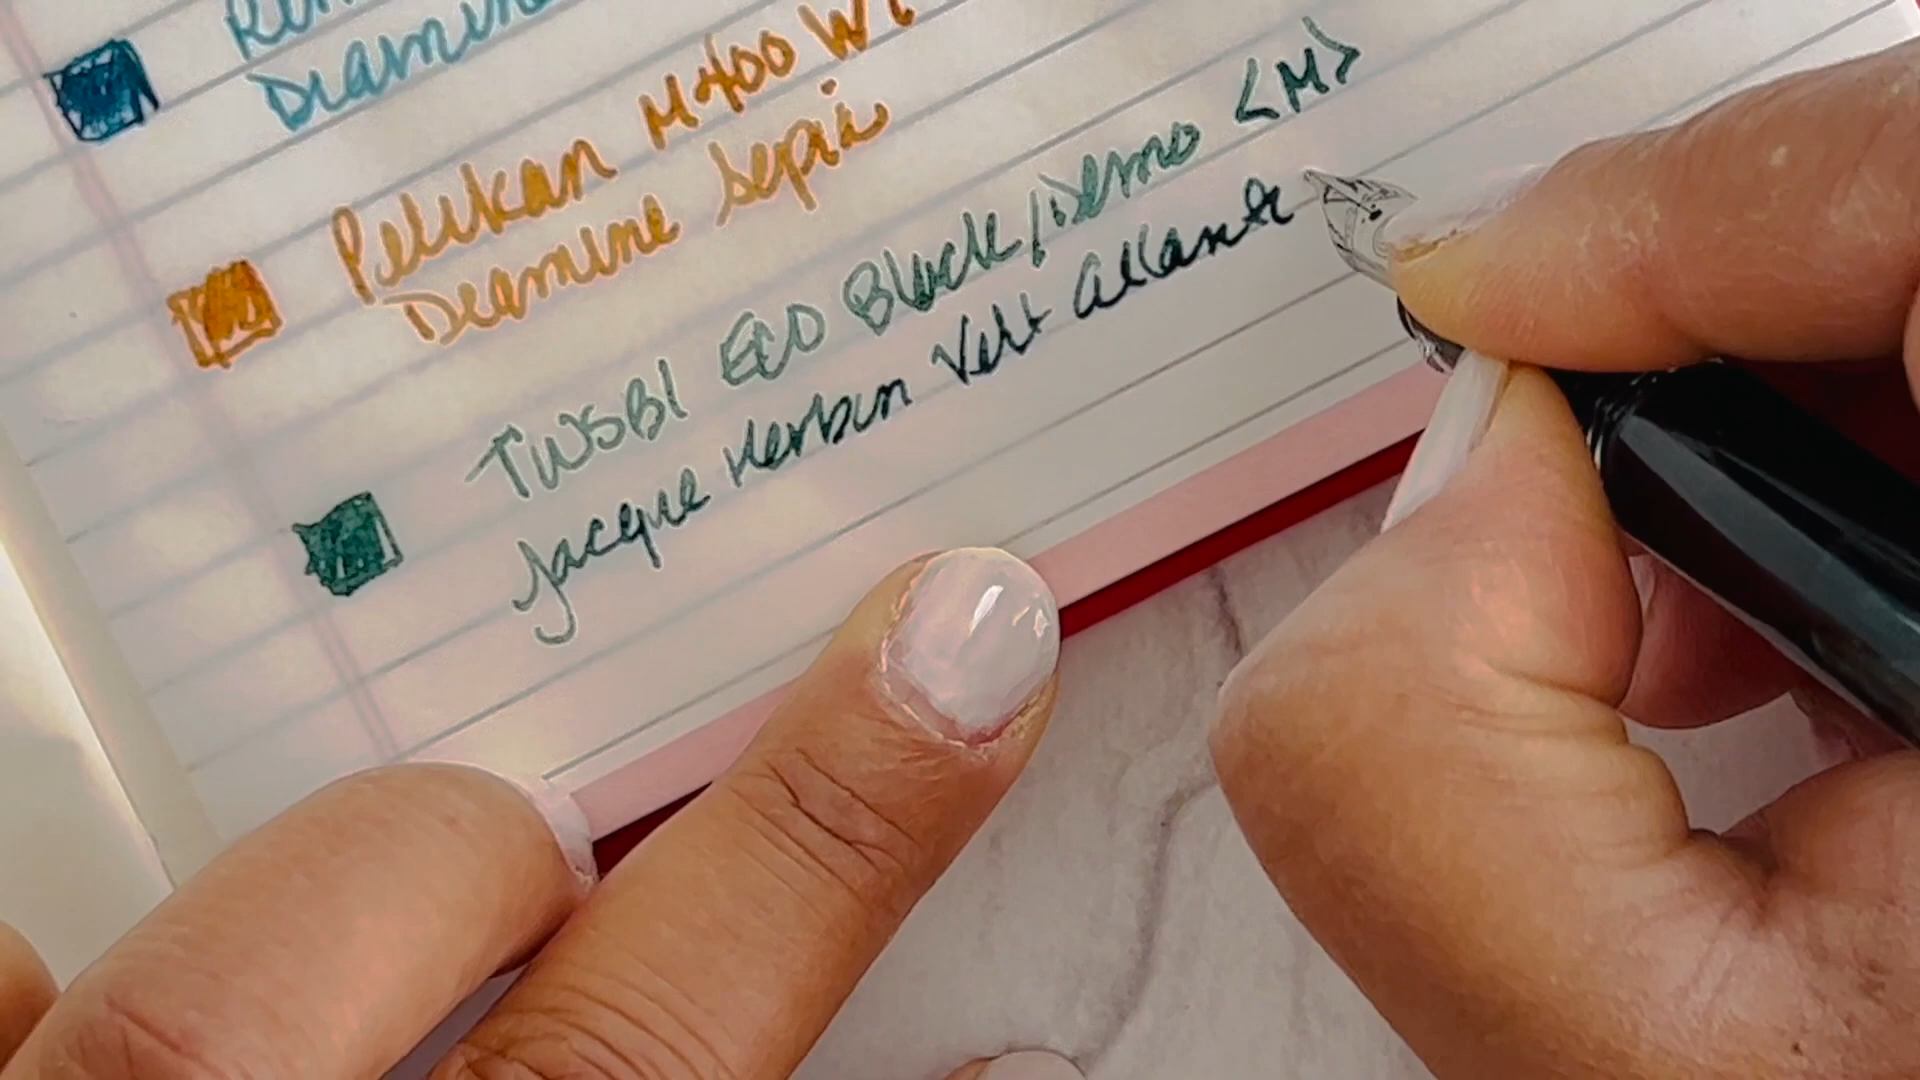 Diamine
Pelikan M400 W
Diamine Sepia
TWSBI ECO Black/Demo <M>
Jacque Herbin Vert Atlante